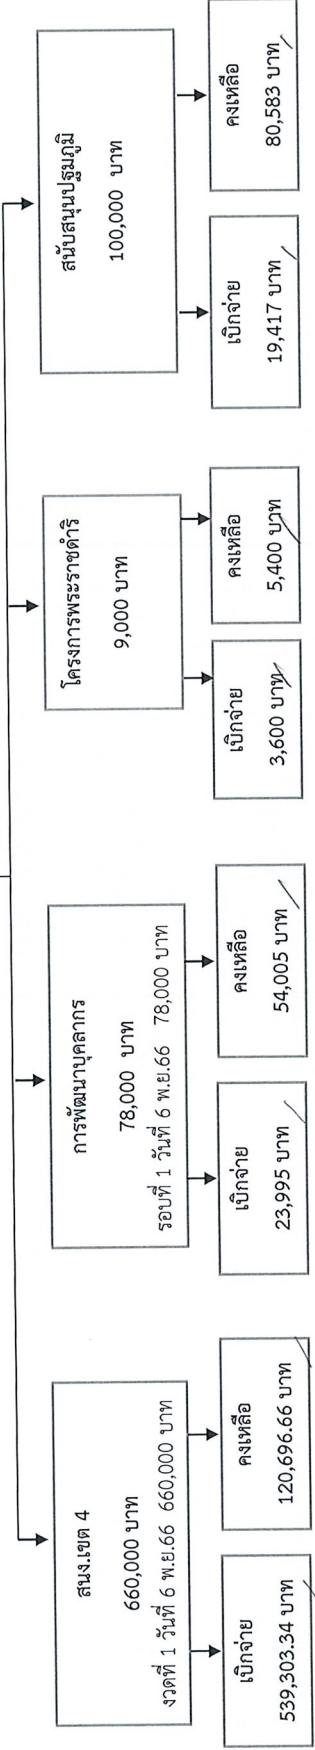 สนง.เขต 4
660,000 บาท
งวดที่ 1 วันที่ 6 พ.ย.66 660,000 บาท
เบิกจ่าย
539,303.34 บาท
คงเหลือ
120,696.66 บาท
การพัฒนาบุคลากร
78,000 บาท
รอบที่ 1 วันที่ 6 พ.ย.66 78,000 บาท
เบิกจ่าย
23,995 บาท
คงเหลือ
54,005 บาท
โครงการพระราชดำริ
9,000 บาท
เบิกจ่าย
3,600 บาท
คงเหลือ
5,400 บาท
สนับสนุนปฐมภูมิ
100,000 บาท
เบิกจ่าย
19,417 บาท
คงเหลือ
80,583 บาท